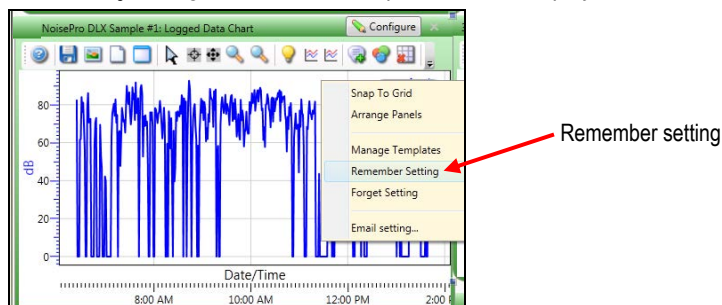 NoisePro DLX Sample #1: Logged Data Chart
Configure
Snap To Grid
Arrange Panels
Manage Templates
Remember Setting
Forget Setting
Email setting...
Remember setting
80
60
dB
40
20
0
Date/Time
8:00 AM 10:00 AM 12:00 PM 2:00